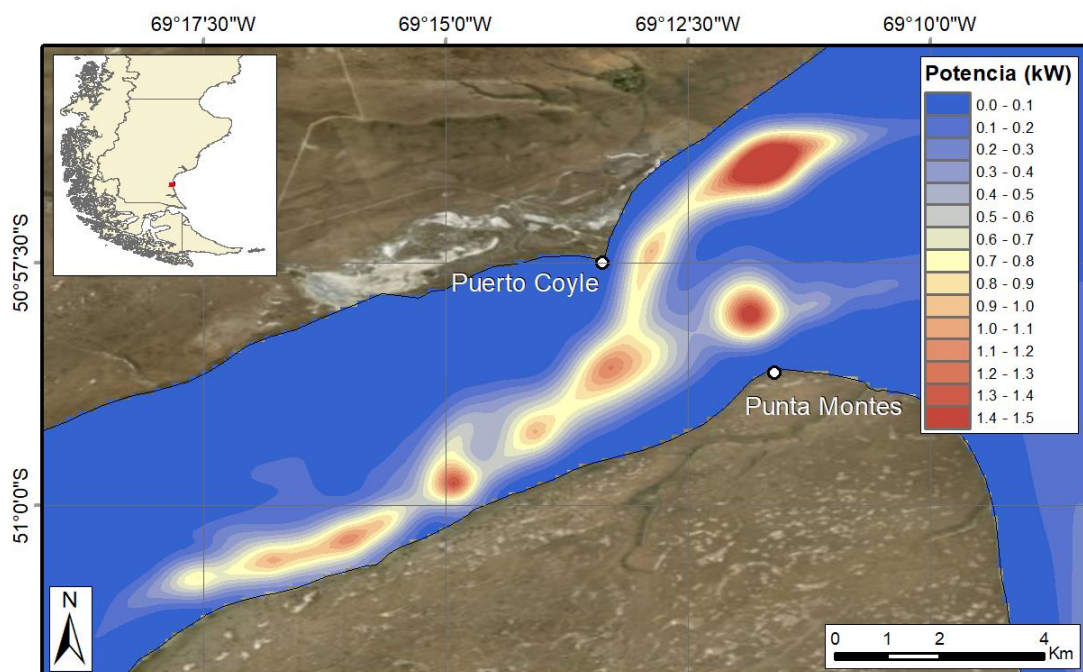 69°17'30"W 69°15'0"W 69°12'30"W 69°10'0"W
Potencia (kW)
0.0 - 0.1
0.1 - 0.2
0.2 - 0.3
0.3 - 0.4
0.4 - 0.5
0.5 - 0.6
0.6 - 0.7
0.7 - 0.8
0.8 - 0.9
0.9 - 1.0
1.0 - 1.1
1.1 - 1.2
1.2 - 1.3
1.3 - 1.4
1.4 - 1.5
50°57'30"S
Puerto Coyle
Punta Montes
51°0'0"S
N
0 1 2 4
Km